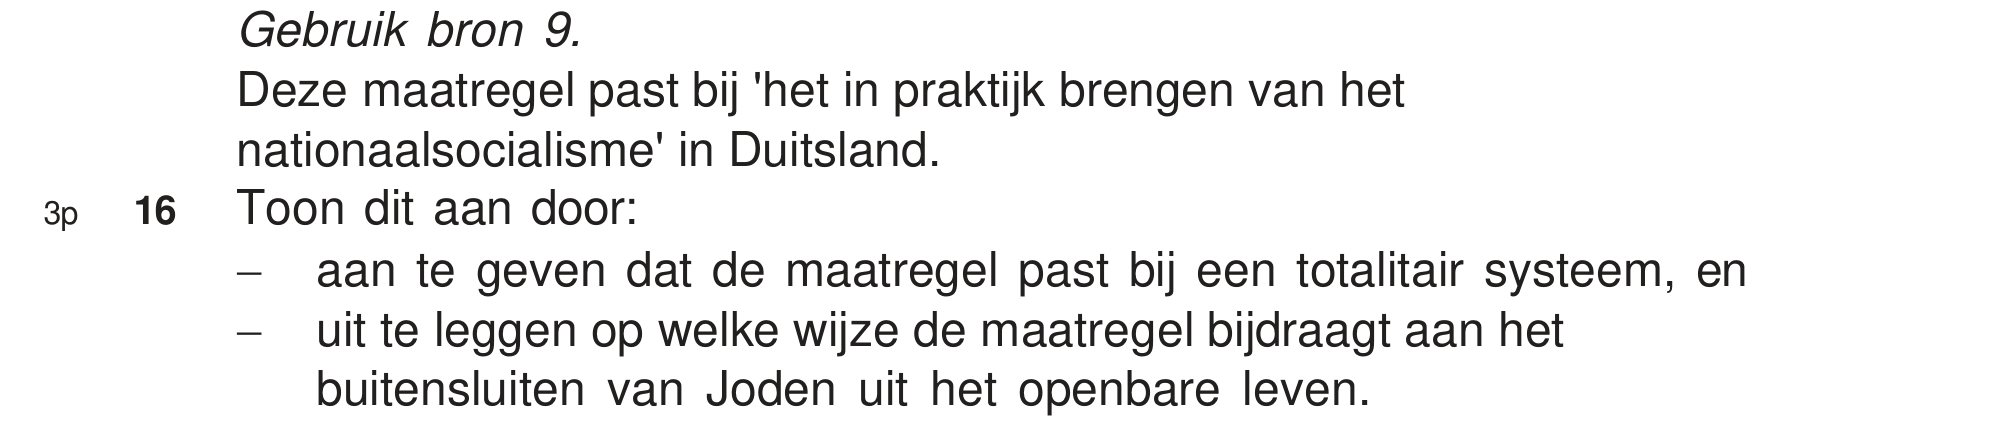 Gebruik bron 9.
Deze maatregel past bij 'het in praktijk brengen van het
nationaalsocialisme' in Duitsland.
3p 16 Toon dit aan door:
– aan te geven dat de maatregel past bij een totalitair systeem, en
– uit te leggen op welke wijze de maatregel bijdraagt aan het
buitensluiten van Joden uit het openbare leven.